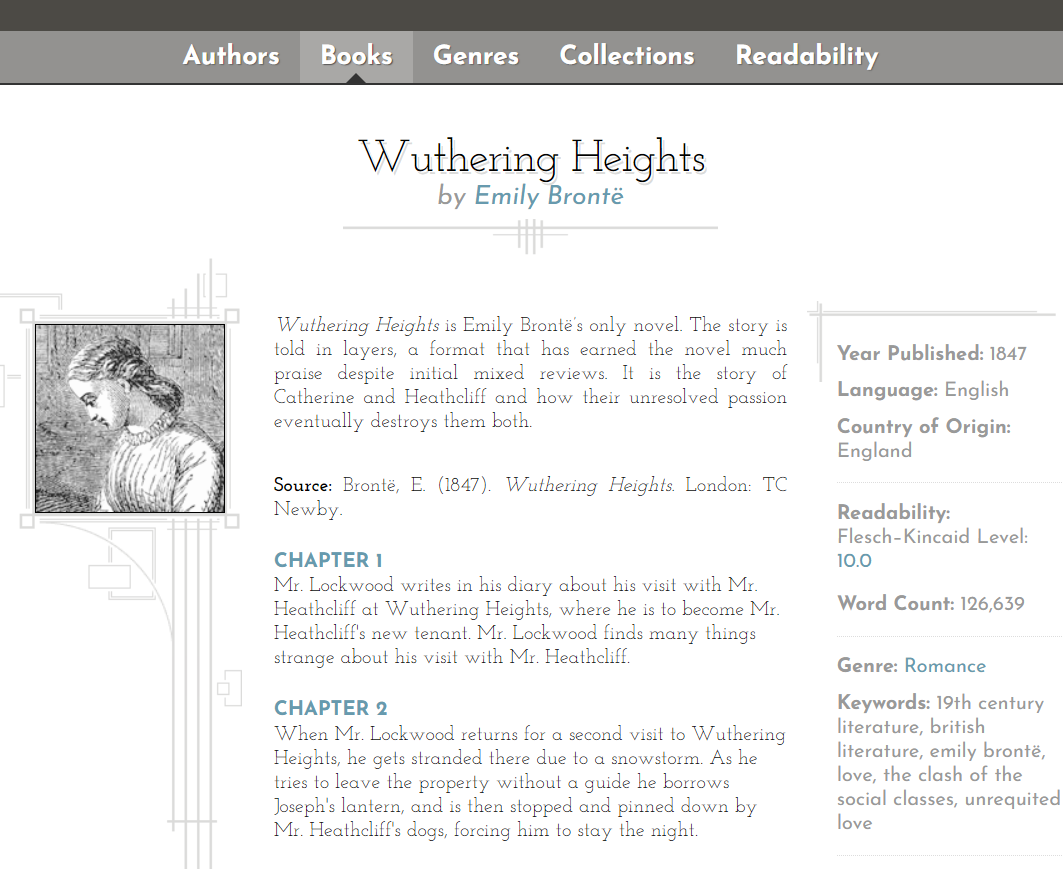 Authors Books Genres Collections Readability
Wuthering Heights
by Emily Brontë
Wuthering Heights is Emily Brontë's only novel. The story is
told in layers, a format that has earned the novel much
praise despite initial mixed reviews. It is the story of
Catherine and Heathcliff and how their unresolved passion
eventually destroys them both.
Source: Brontë, E. (1847). Wuthering Heights. London: TC
Newby.
CHAPTER 1
Mr. Lockwood writes in his diary about his visit with Mr.
Heathcliff at Wuthering Heights, where he is to become Mr.
Heathcliff's new tenant. Mr. Lockwood finds many things
strange about his visit with Mr. Heathcliff.
CHAPTER 2
When Mr. Lockwood returns for a second visit to Wuthering
Heights, he gets stranded there due to a snowstorm. As he
tries to leave the property without a guide he borrows
Joseph's lantern, and is then stopped and pinned down by
Mr. Heathcliff's dogs, forcing him to stay the night.
Year Published: 1847
Language: English
Country of Origin:
England
Readability:
Flesch–Kincaid Level:
10.0
Word Count: 126,639
Genre: Romance
Keywords: 19th century
literature, british
literature, emily brontë,
love, the clash of the
social classes, unrequited
love